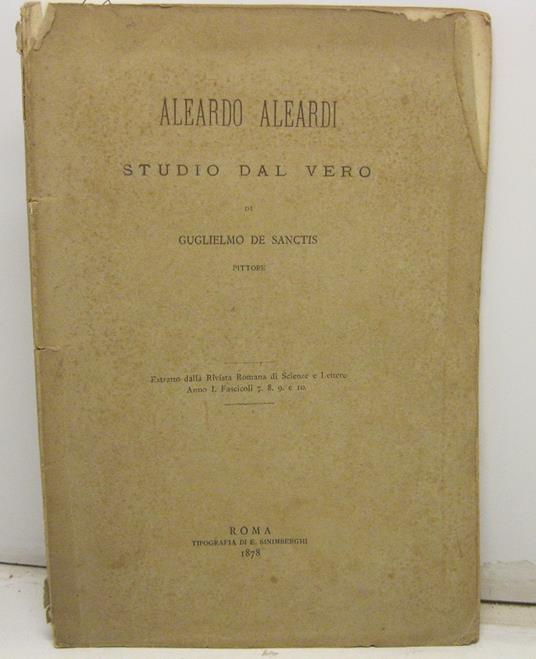 ALEARDO ALEARDI
STUDIO DAL VERO
DI
GUGLIELMO DE SANCTIS
PITTORE
Estratto dalla Rivista Romana di Scienze e Lettere
Anno I. Fascicoli 7. 8. 9. e 10.
ROMA
TIPOGRAFIA DI E. SINIMBERGHI
1878